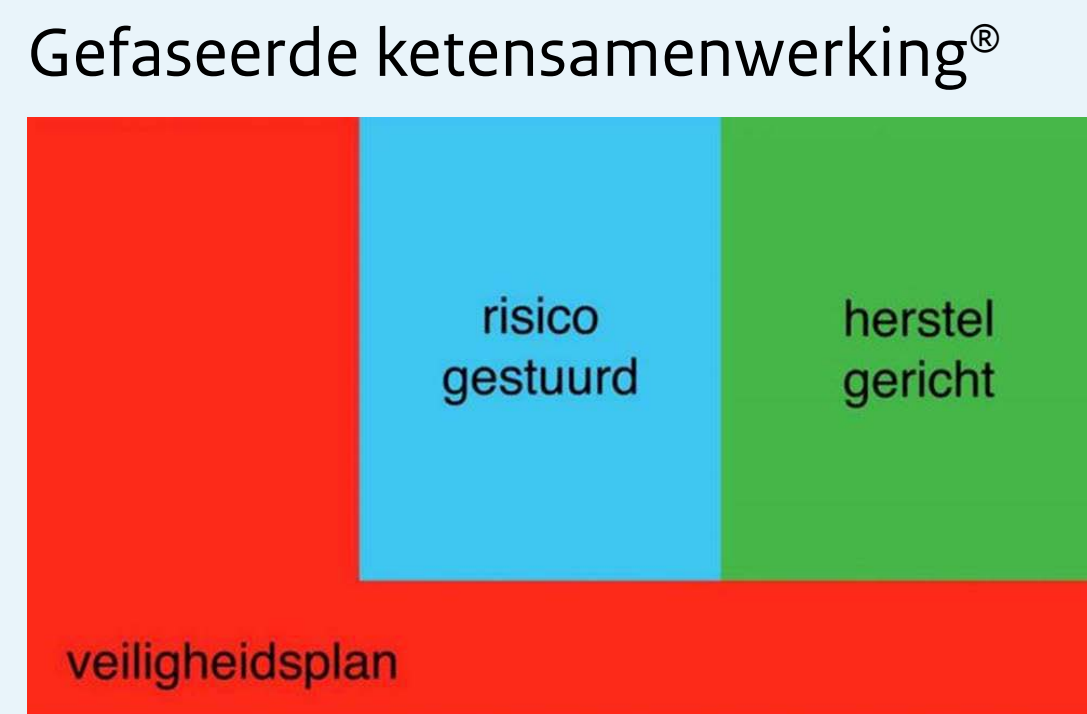 Gefaseerde ketensamenwerking®
risico
gestuurd
herstel
gericht
veiligheidsplan